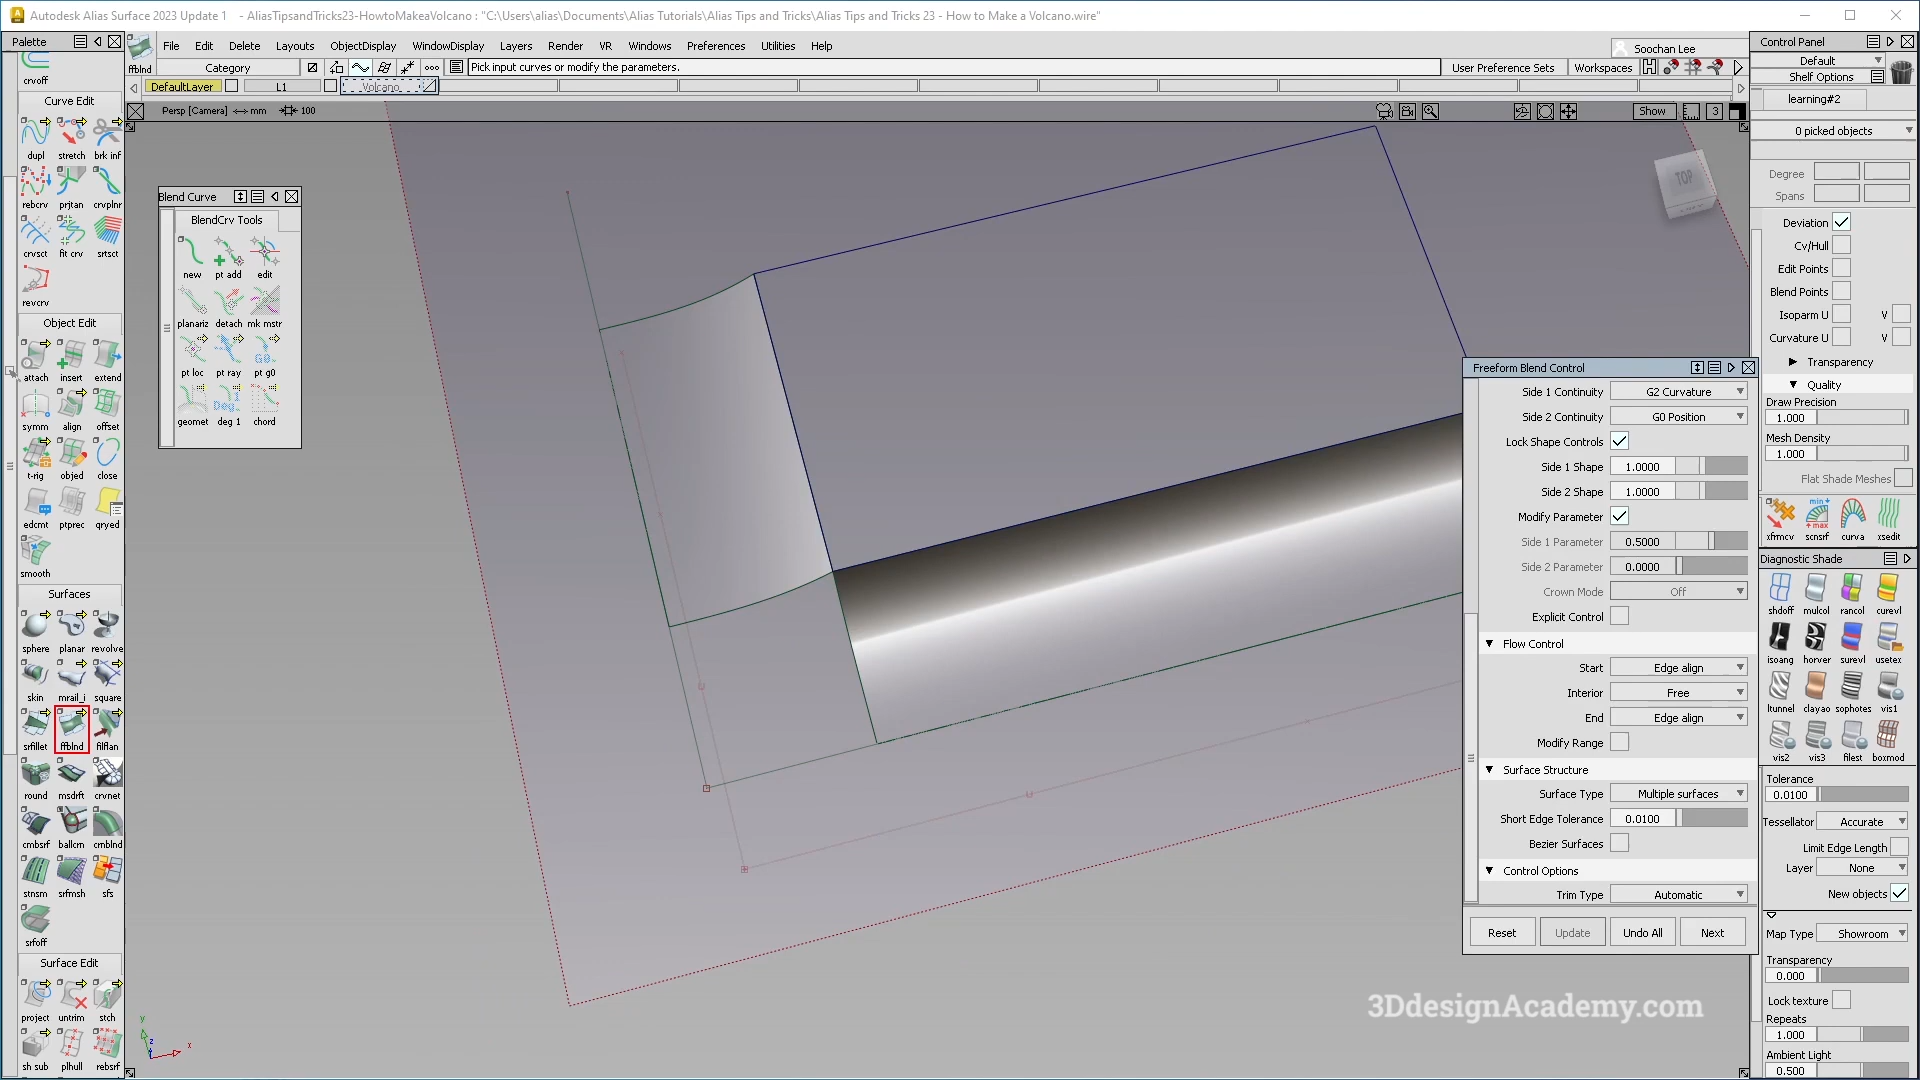 Autodesk Alias Surface 2023 Update 1 - AliasTipsandTricks23-HowtoMakeaVolcano : "C:\Users\alias\Documents\Alias Tutorials\Alias Tips and Tricks\Alias Tips and Tricks 23 - How to Make a Volcano.wire"
Palette
File Edit Delete Layouts ObjectDisplay WindowDisplay Layers Render VR Windows Preferences Utilities Help
Soochan Lee
ffblnd
Category
Pick input curves or modify the parameters.
User Preference Sets
Workspaces
DefaultLayer
L1
Volcano
Persp [Camera] mm 100
Show
3
crvoff
Curve Edit
dupl stretch brk inf
rebcrv prjtan crvplnr
crvsct fit crv srtsct
revcrv
Object Edit
attach insert extend
symm align offset
t-rig objed close
edcmt ptprec qryed
smooth
Surfaces
sphere planar revolve
skin mrail_i square
srfillet ffblnd filflan
round msdrft crvnet
cmbsrf ballcrn crnblnd
stnsrn srfmsh sfs
srfoff
Surface Edit
project untrim stch
sh sub plhull rebsrf
Blend Curve
BlendCrv Tools
new pt add edit
planariz detach mk mstr
pt loc pt ray pt g0
G0.
Deg.
geomet deg 1 chord
TOP
y
z
x
Freeform Blend Control
Side 1 Continuity G2 Curvature
Side 2 Continuity G0 Position
Lock Shape Controls
Side 1 Shape 1.0000
Side 2 Shape 1.0000
Modify Parameter
Side 1 Parameter 0.5000
Side 2 Parameter 0.0000
Crown Mode Off
Explicit Control
Flow Control
Start Edge align
Interior Free
End Edge align
Modify Range
Surface Structure
Surface Type Multiple surfaces
Short Edge Tolerance 0.0100
Bezier Surfaces
Control Options
Trim Type Automatic
Reset Update Undo All Next
3DdesignAcademy.com
Control Panel
Default
Shelf Options
learning#2
0 picked objects
Degree
Spans
Deviation
Cv/Hull
Edit Points
Blend Points
Isoparm U V
Curvature U V
Transparency
Quality
Draw Precision
1.000
Mesh Density
1.000
Flat Shade Meshes
min
max
xfrmcv scnsrf curva xsedit
Diagnostic Shade
shdoff mulcol rancol curevl
isoang horver surevl usetex
ltunnel clayao sophotes vis1
vis2 vis3 filest boxmod
Tolerance
0.0100
Tessellator Accurate
Limit Edge Length
Layer None
New objects
Map Type Showroom
Transparency
0.000
Lock texture
Repeats
1.000
Ambient Light
0.500